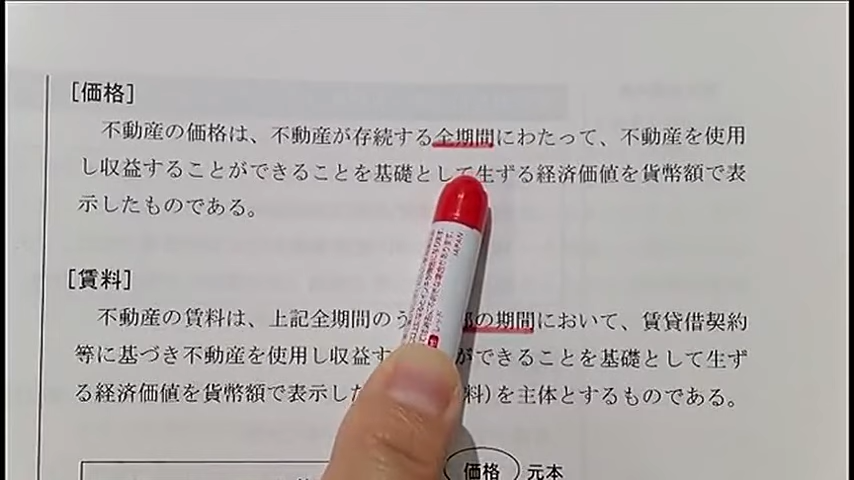 [価格]
不動産の価格は、不動産が存続する全期間にわたって、不動産を使用
し収益することができることを基礎として生ずる経済価値を貨幣額で表
示したものである。
[賃料]
不動産の賃料は、上記全期間のう の期間において、賃貸借契約
等に基づき不動産を使用し収益す ができることを基礎として生ず
る経済価値を貨幣額で表示し 料)を主体とするものである。
価格 元本
JAPAN